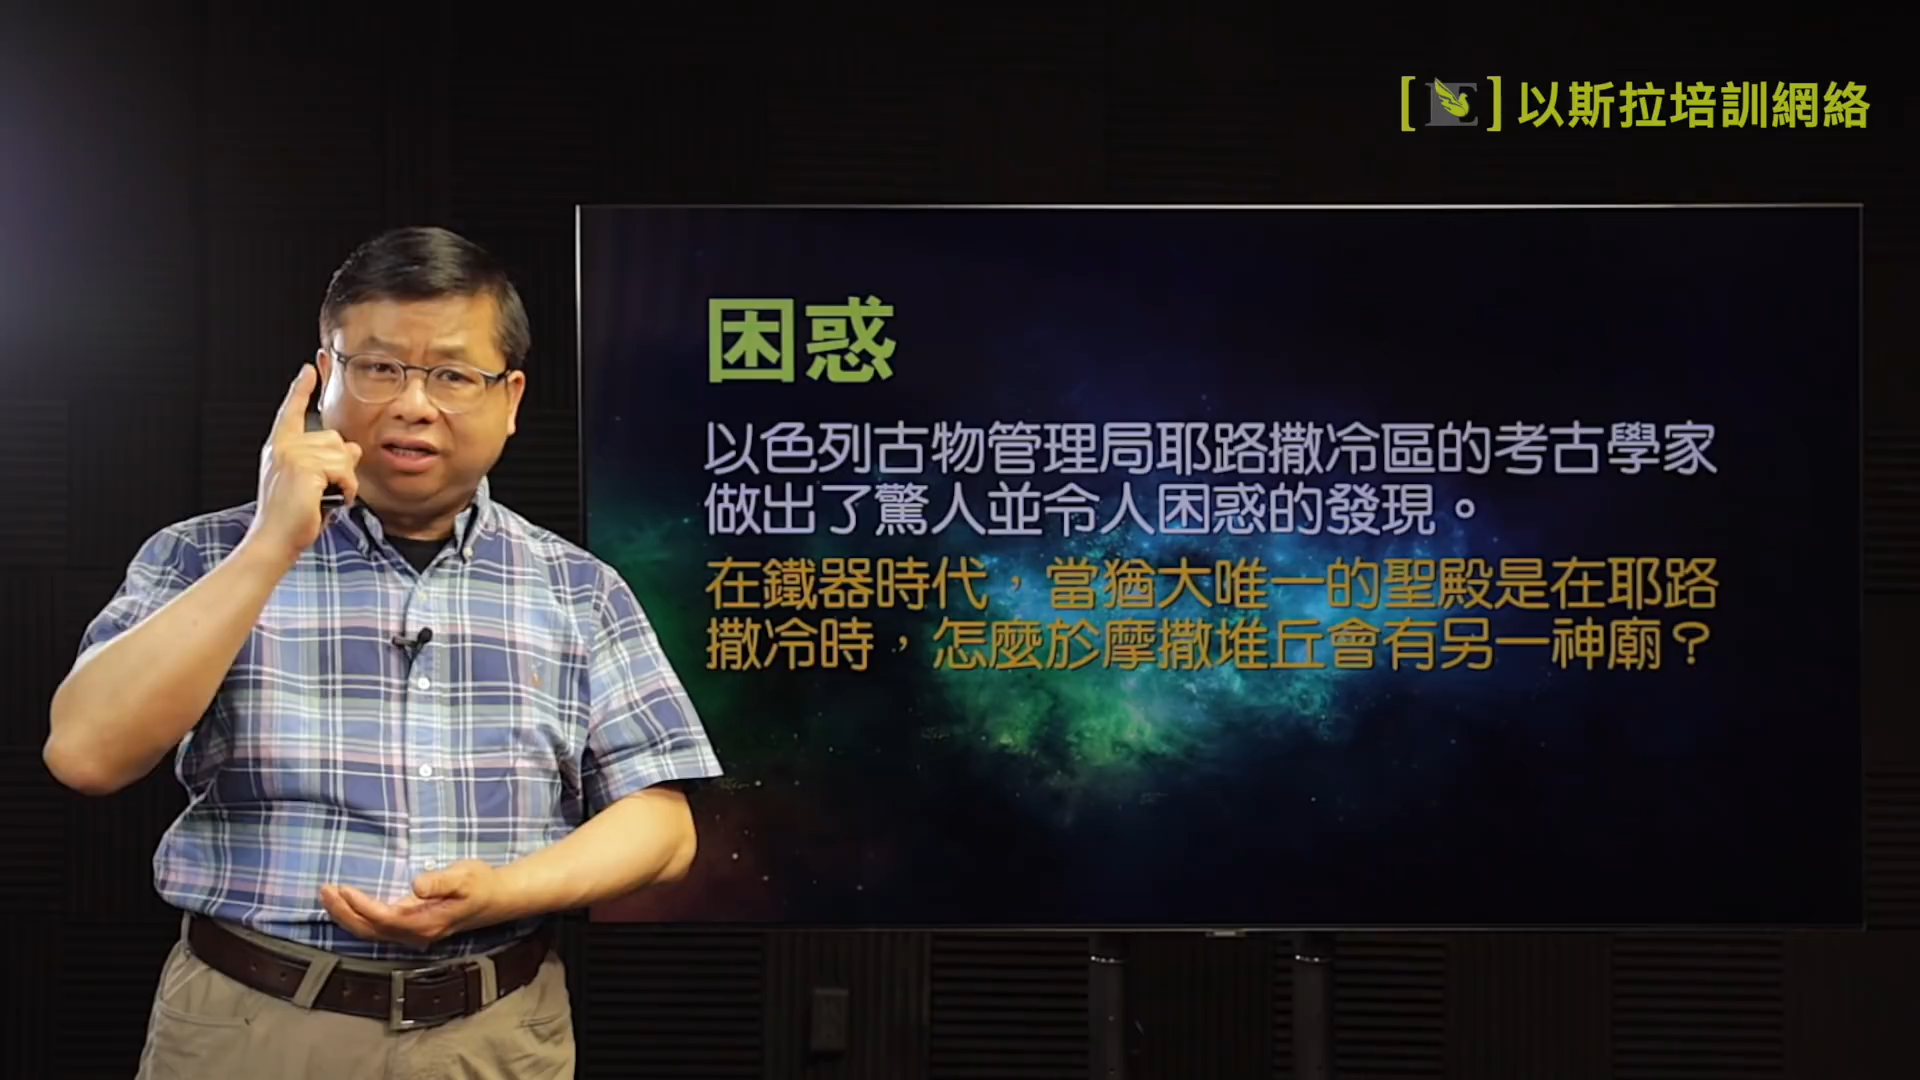 以斯拉培訓網絡
困惑
以色列古物管理局耶路撒冷區的考古學家
做出了驚人並令人困惑的發現。
在鐵器時代，當猶大唯一的聖殿是在耶路
撒冷時，怎麼於摩撒堆丘會有另一神廟？